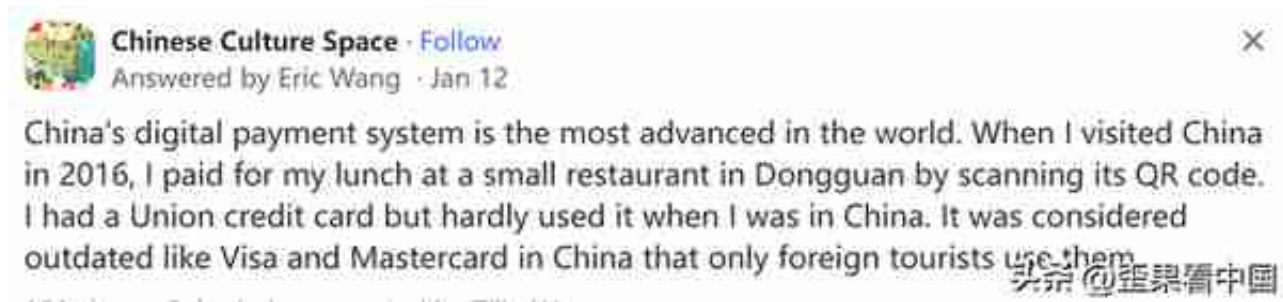 Chinese Culture Space · Follow
Answered by Eric Wang · Jan 12
China's digital payment system is the most advanced in the world. When I visited China
in 2016, I paid for my lunch at a small restaurant in Dongguan by scanning its QR code.
I had a Union credit card but hardly used it when I was in China. It was considered
outdated like Visa and Mastercard in China that only foreign tourists use them
头条 @歪果看中国